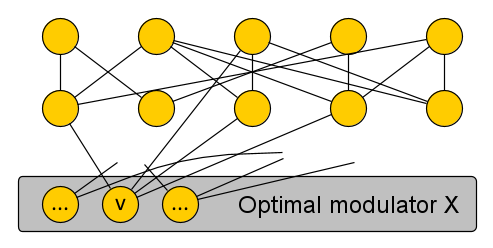 ... v ... Optimal modulator X